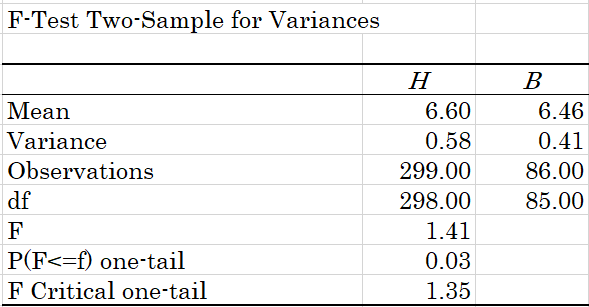 F-Test Two-Sample for Variances
H B
Mean 6.60 6.46
Variance 0.58 0.41
Observations 299.00 86.00
df 298.00 85.00
F 1.41
P(F<=f) one-tail 0.03
F Critical one-tail 1.35